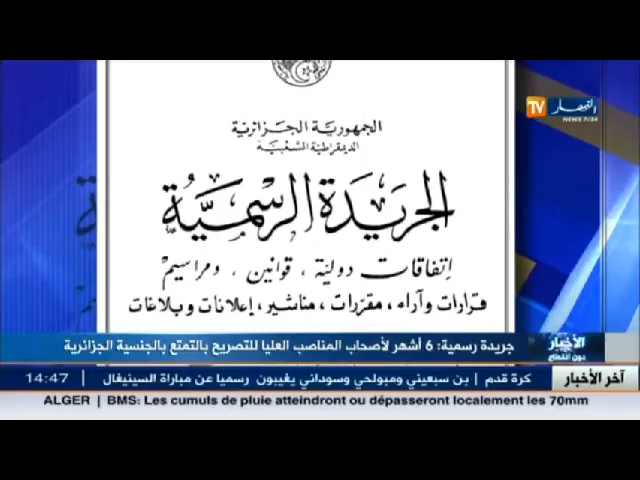 الجمهورية الجزائرية
الديمقراطية الشعبية
الجريدة الرسمية
إتفاقات دولية ، قوانين ، ومراسيم
قرارات وآراء ، مقررات ، مناشير ، إعلانات وبلاغات
TV النهار
NEWS 7/24
الأخبار
دون انقطاع
جريدة رسمية: 6 أشهر لأصحاب المناصب العليا للتصريح بالتمتع بالجنسية الجزائرية
آخر الأخبار
كرة قدم | بن سبعيني ومبولحي وسوداني يغيبون رسميا عن مباراة السينيغال
14:47
ALGER | BMS: Les cumuls de pluie atteindront ou dépasseront localement les 70mm